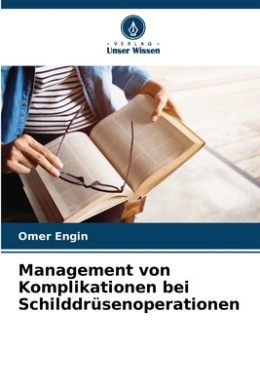 VERLAG
Unser Wissen
Omer Engin
Management von
Komplikationen bei
Schilddrüsenoperationen